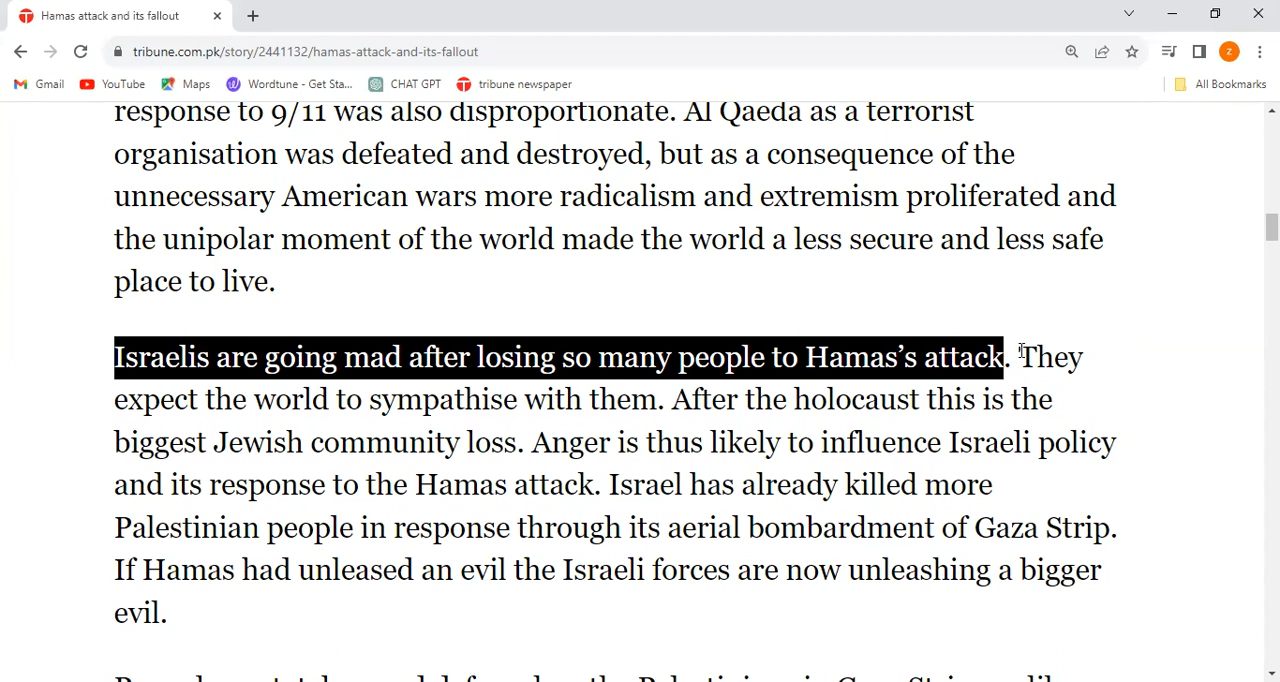 Hamas attack and its fallout
tribune.com.pk/story/2441132/hamas-attack-and-its-fallout
z
Gmail YouTube Maps Wordtune - Get Sta... CHAT GPT tribune newspaper All Bookmarks
response to 9/11 was also disproportionate. Al Qaeda as a terrorist
organisation was defeated and destroyed, but as a consequence of the
unnecessary American wars more radicalism and extremism proliferated and
the unipolar moment of the world made the world a less secure and less safe
place to live.
Israelis are going mad after losing so many people to Hamas’s attack. They
expect the world to sympathise with them. After the holocaust this is the
biggest Jewish community loss. Anger is thus likely to influence Israeli policy
and its response to the Hamas attack. Israel has already killed more
Palestinian people in response through its aerial bombardment of Gaza Strip.
If Hamas had unleased an evil the Israeli forces are now unleashing a bigger
evil.